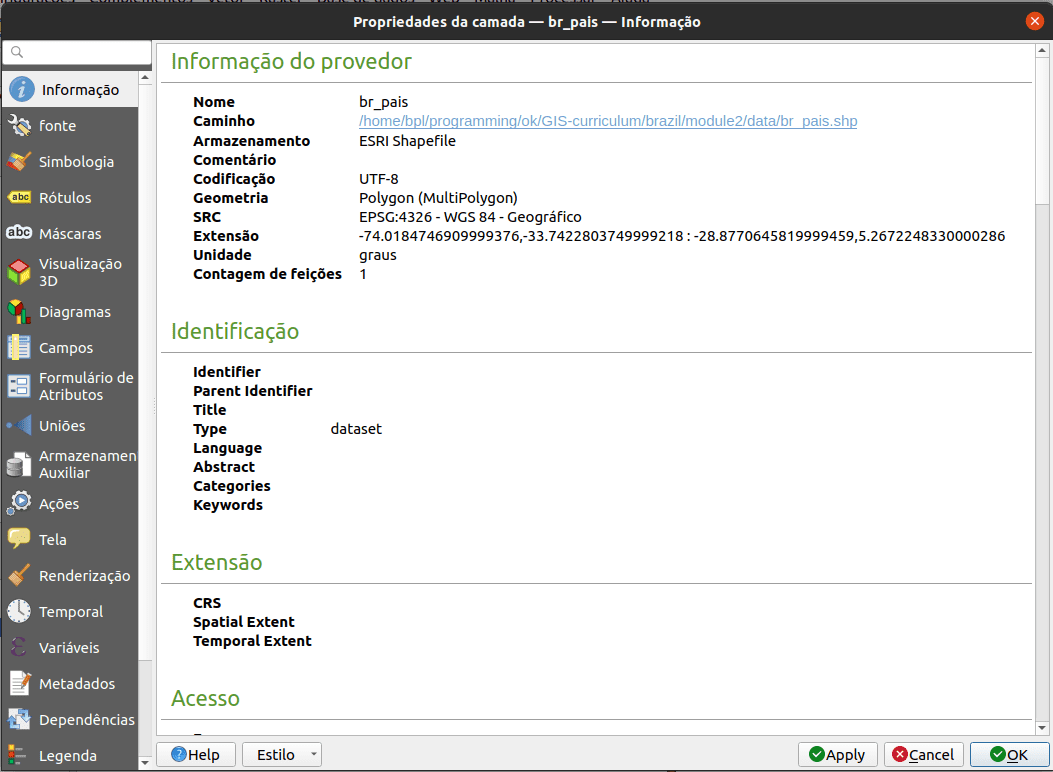 Propriedades da camada — br_pais — Informação
Informação
fonte
Simbologia
Rótulos
Máscaras
Visualização
3D
Diagramas
Campos
Formulário de
Atributos
Uniões
Armazenamen
Auxiliar
Ações
Tela
Renderização
Temporal
Variáveis
Metadados
Dependências
Legenda
Informação do provedor
Nome br_pais
Caminho /home/bpl/programming/ok/GIS-curriculum/brazil/module2/data/br_pais.shp
Armazenamento ESRI Shapefile
Comentário
Codificação UTF-8
Geometria Polygon (MultiPolygon)
SRC EPSG:4326 - WGS 84 - Geográfico
Extensão -74.0184746909999376,-33.7422803749999218 : -28.8770645819999459,5.2672248330000286
Unidade graus
Contagem de feições 1
Identificação
Identifier
Parent Identifier
Title
Type dataset
Language
Abstract
Categories
Keywords
Extensão
CRS
Spatial Extent
Temporal Extent
Acesso
Help Estilo Apply Cancel OK